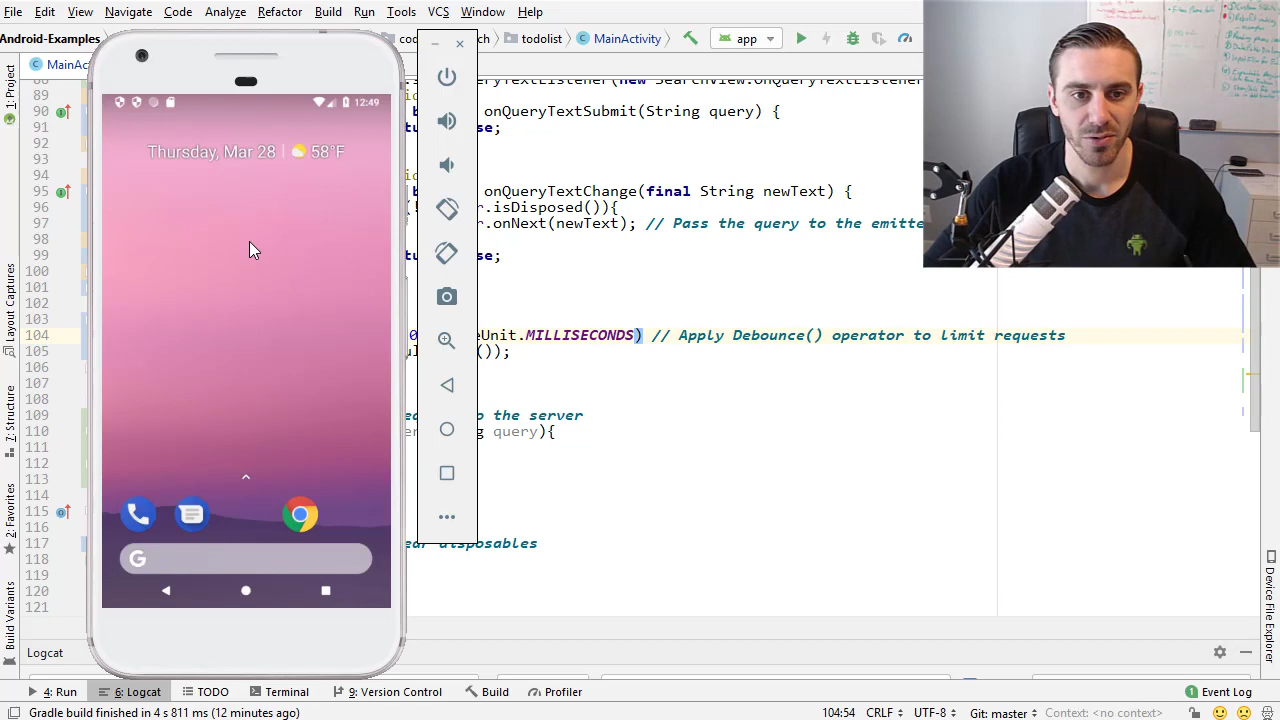 File Edit View Navigate Code Analyze Refactor Build Run Tools VCS Window Help
Android-Examples
MainActivity
app
MainAc
89
90
91
92
93
94
95
96
97
98
99
100
101
102
103
104
105
106
107
108
109
110
111
112
113
114
115
116
117
118
119
120
121
onQueryTextSubmit(String query) {
onQueryTextChange(final String newText) {
r.isDisposed()){
r.onNext(newText); // Pass the query to the emitte
eUnit.MILLISECONDS) // Apply Debounce() operator to limit requests
o the server
g query){
ear disposables
12:49
Thursday, Mar 28 | 58°F
G
1: Project
Layout Captures
7: Structure
2: Favorites
Build Variants
Device File Explorer
Logcat
4: Run 6: Logcat TODO Terminal 9: Version Control Build Profiler 1 Event Log
Gradle build finished in 4 s 811 ms (12 minutes ago) 104:54 CRLF UTF-8 Git: master Context: <no context>